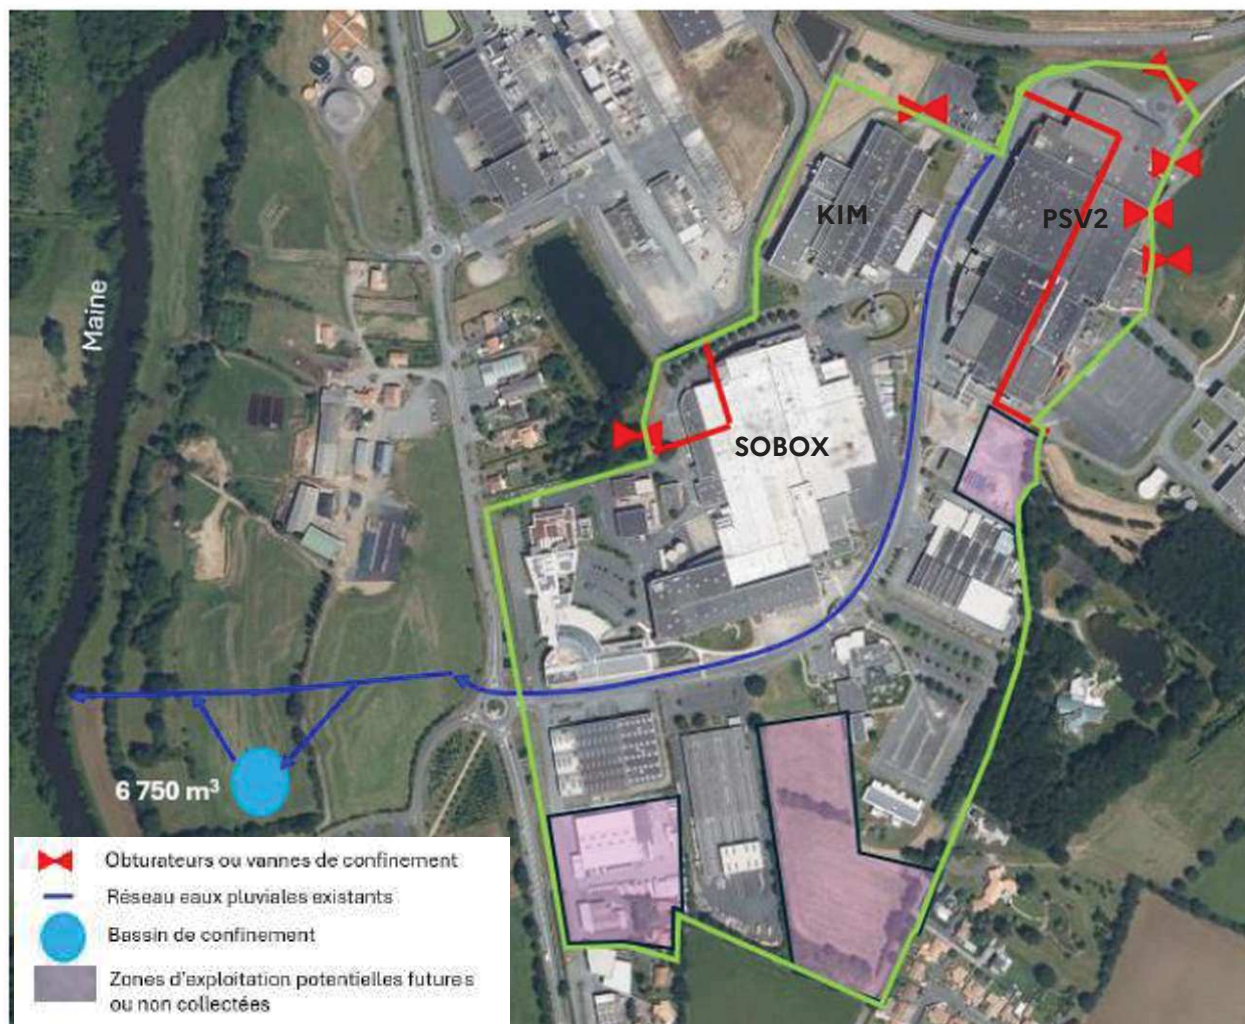 KIM
PSV2
Maine
SOBOX
6 750 m³
Obturateurs ou vannes de confinement
Réseau eaux pluviales existants
Bassin de confinement
Zones d'exploitation potentielles futures
ou non collectées